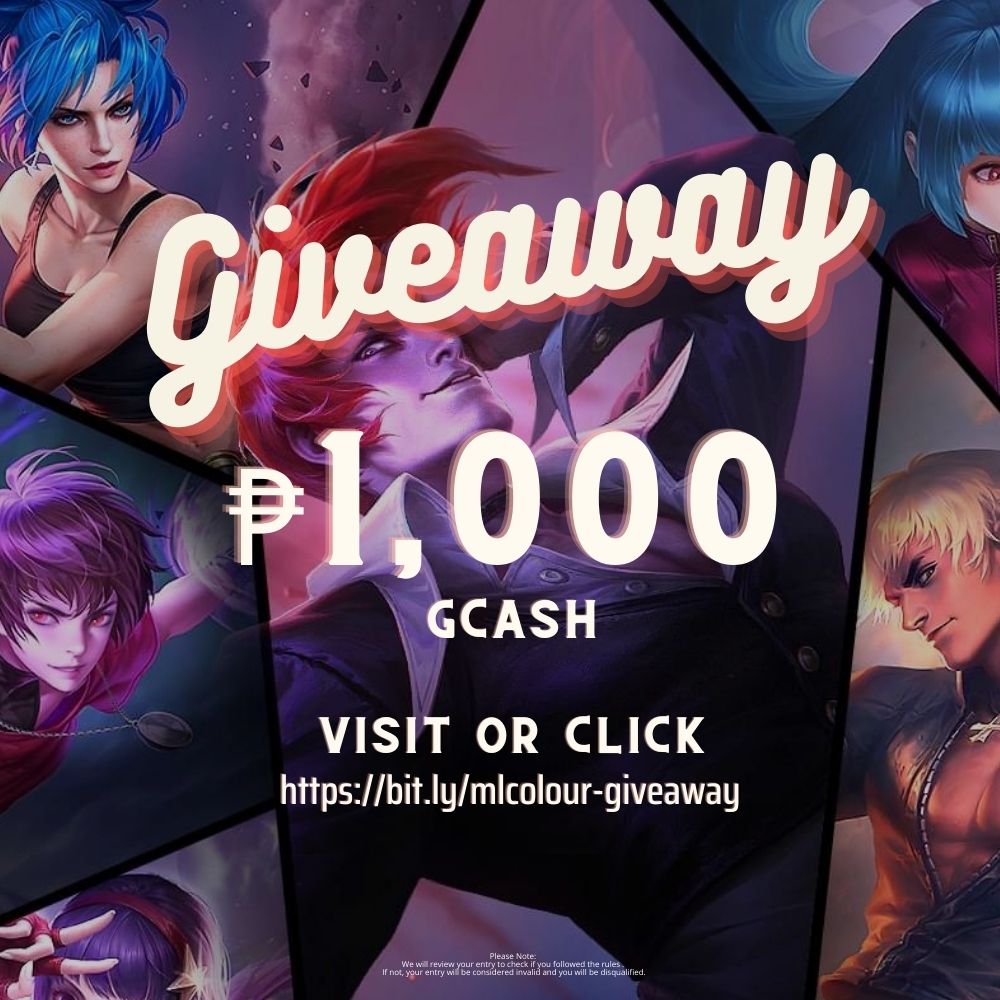 Giveaway
₱1,000
GCASH
VISIT OR CLICK
https://bit.ly/mlcolour-giveaway
Please Note:
We will review your entry to check if you followed the rules .
If not, your entry will be considered invalid and you will be disqualified.